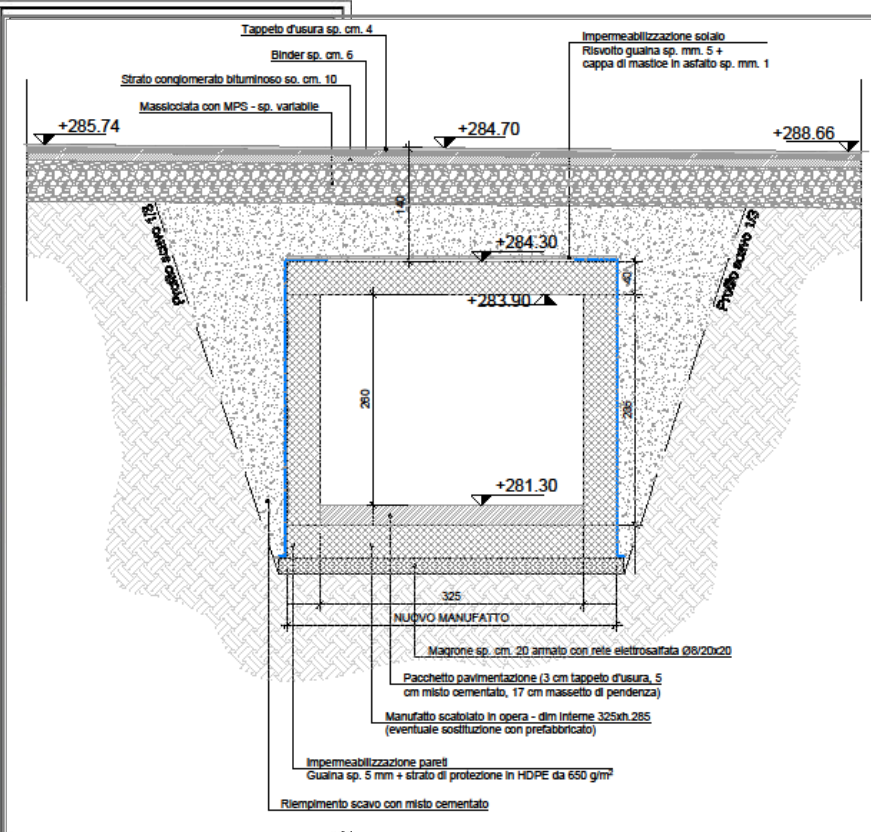 Tappeto d'usura sp. cm. 4
Binder sp. cm. 6
Strato conglomerato bituminoso so. cm. 10
Massicciata con MPS - sp. variabile
Impermeabilizzazione solaio
Risvolto guaina sp. mm. 5 +
cappa di mastice in asfalto sp. mm. 1
+285.74
+284.70
+288.66
140
Profilo scavo 1/3
Profilo scavo 1/3
+284.30
40
+283.90
260
285
+281.30
325
NUOVO MANUFATTO
Magrone sp. cm. 20 armato con rete elettrosaldata Ø8/20x20
Pacchetto pavimentazione (3 cm tappeto d'usura, 5
cm misto cementato, 17 cm massetto di pendenza)
Manufatto scatolato in opera - dim interne 325xh.285
(eventuale sostituzione con prefabbricato)
Impermeabilizzazione pareti
Guaina sp. 5 mm + strato di protezione in HDPE da 650 g/m²
Riempimento scavo con misto cementato